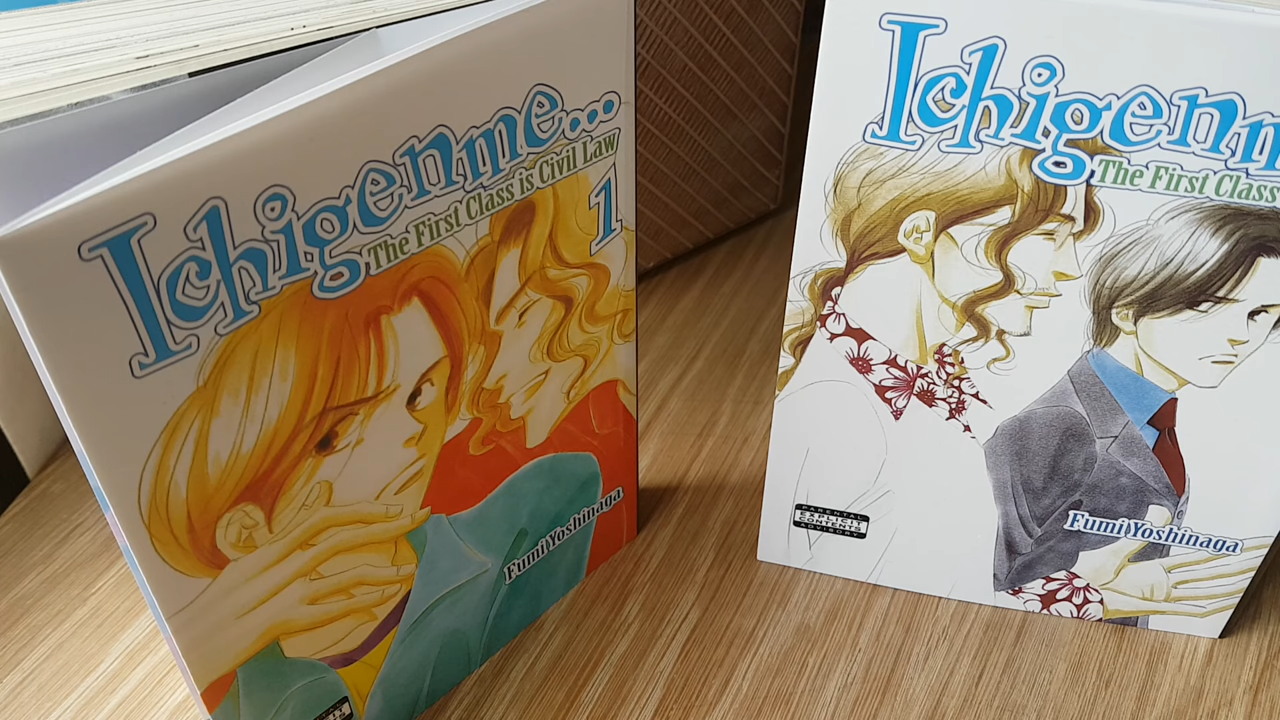 Ichigenme...
The First Class is Civil Law
1
Fumi Yoshinaga
Ichigenm
The First Class
PARENTAL
EXPLICIT
CONTENTS
ADVISORY
Fumi Yoshinaga